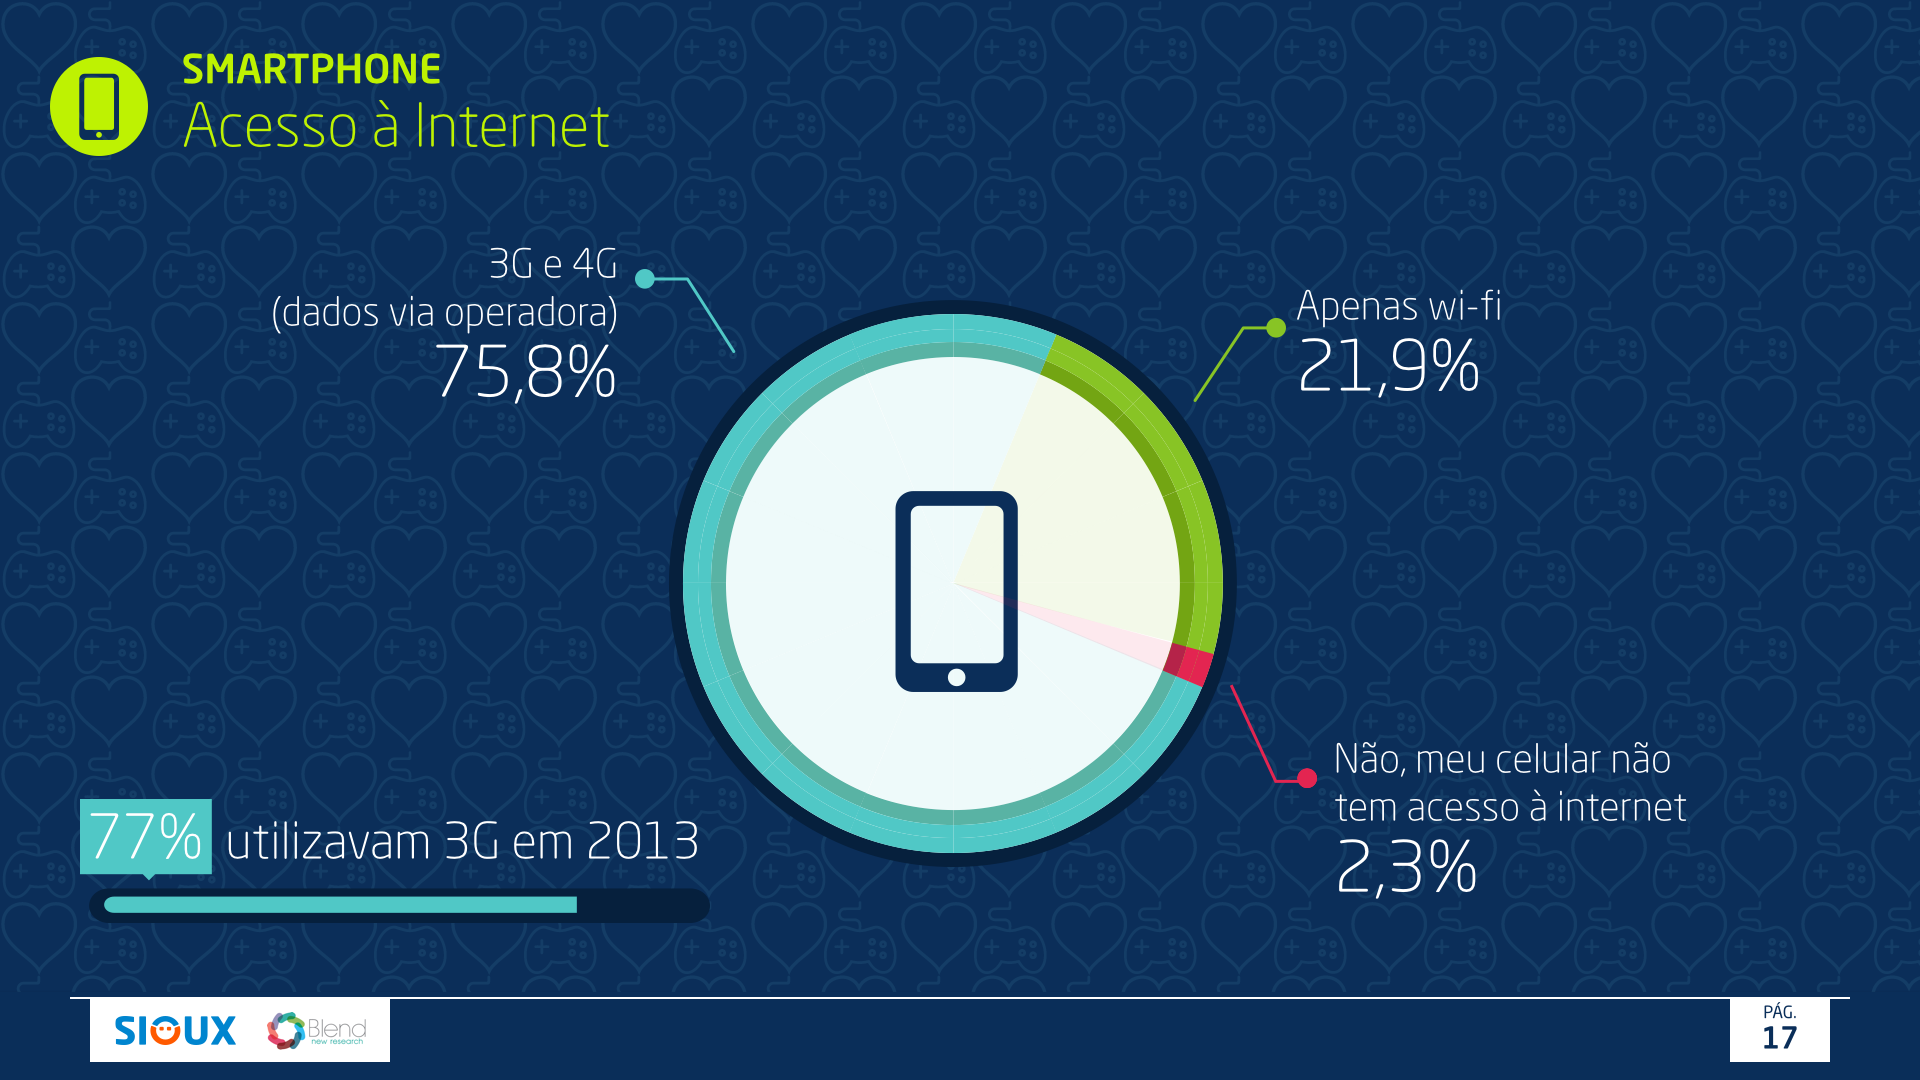 SMARTPHONE
Acesso à Internet
3G e 4G
(dados via operadora)
75,8%
Apenas wi-fi
21,9%
Não, meu celular não
tem acesso à internet
2,3%
77% utilizavam 3G em 2013
SIOUX
Blend
new research
PÁG.
17